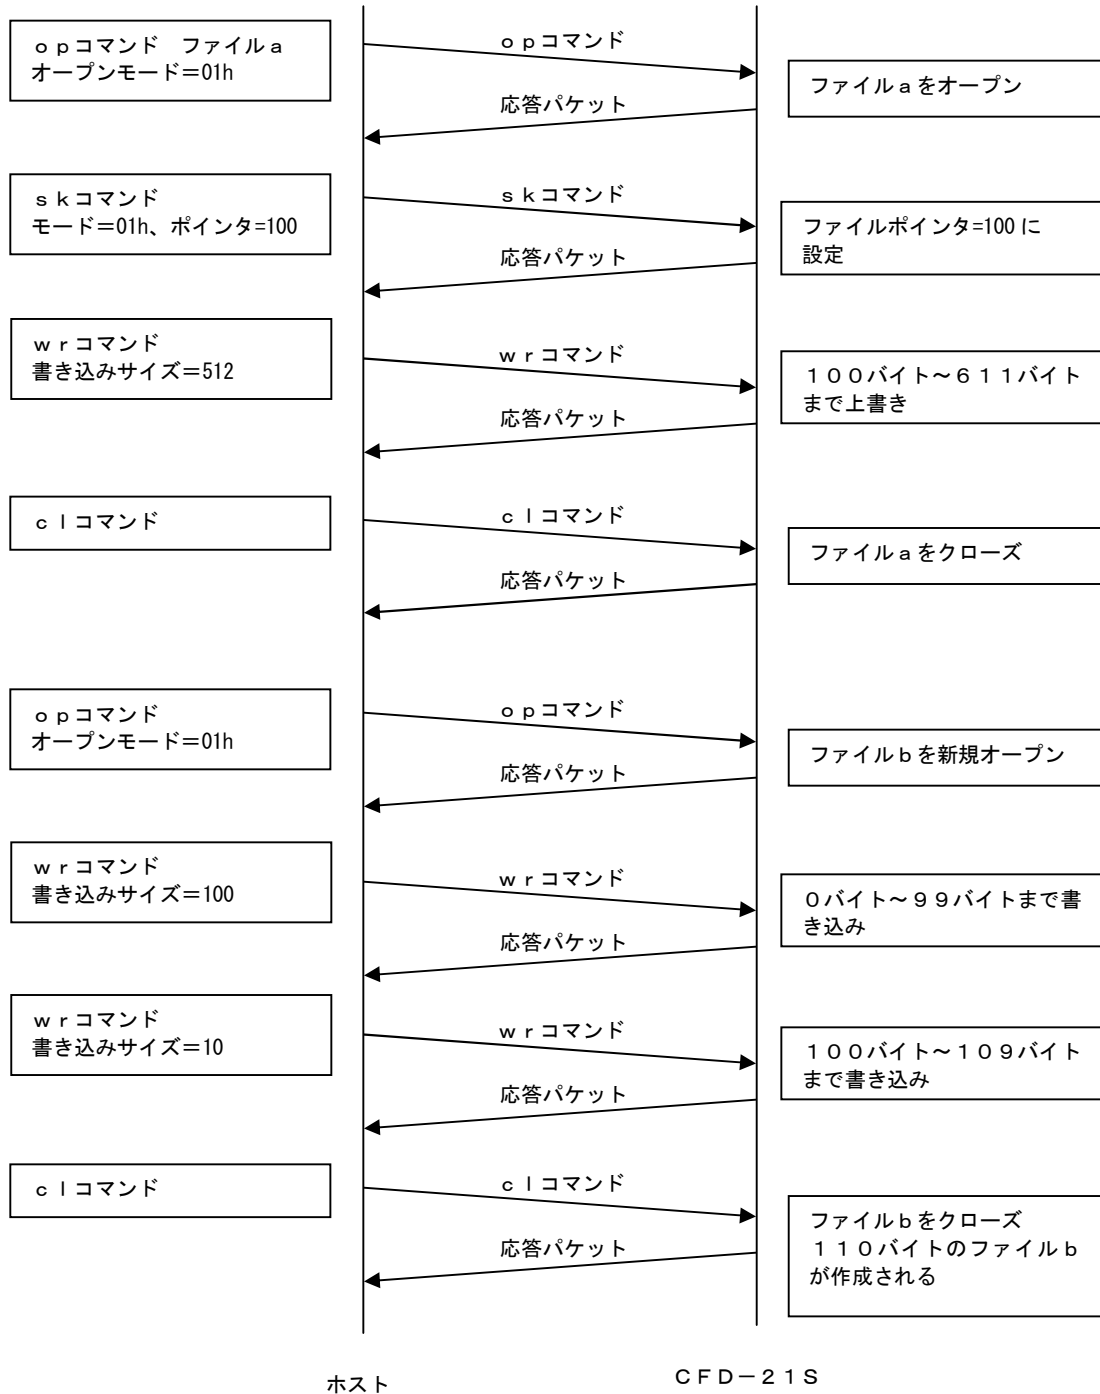 ｏｐコマンド　ファイルａ
オープンモード＝01h
ｏｐコマンド
ファイルａをオープン
応答パケット
ｓｋコマンド
モード＝01h、ポインタ=100
ｓｋコマンド
ファイルポインタ=100に
設定
応答パケット
ｗｒコマンド
書き込みサイズ＝512
ｗｒコマンド
１００バイト～６１１バイト
まで上書き
応答パケット
ｃｌコマンド
ｃｌコマンド
ファイルａをクローズ
応答パケット
ｏｐコマンド
オープンモード＝01h
ｏｐコマンド
ファイルｂを新規オープン
応答パケット
ｗｒコマンド
書き込みサイズ＝100
ｗｒコマンド
０バイト～９９バイトまで書
き込み
応答パケット
ｗｒコマンド
書き込みサイズ＝10
ｗｒコマンド
１００バイト～１０９バイト
まで書き込み
応答パケット
ｃｌコマンド
ｃｌコマンド
ファイルｂをクローズ
１１０バイトのファイルｂ
が作成される
応答パケット
ホスト
ＣＦＤ－２１Ｓ